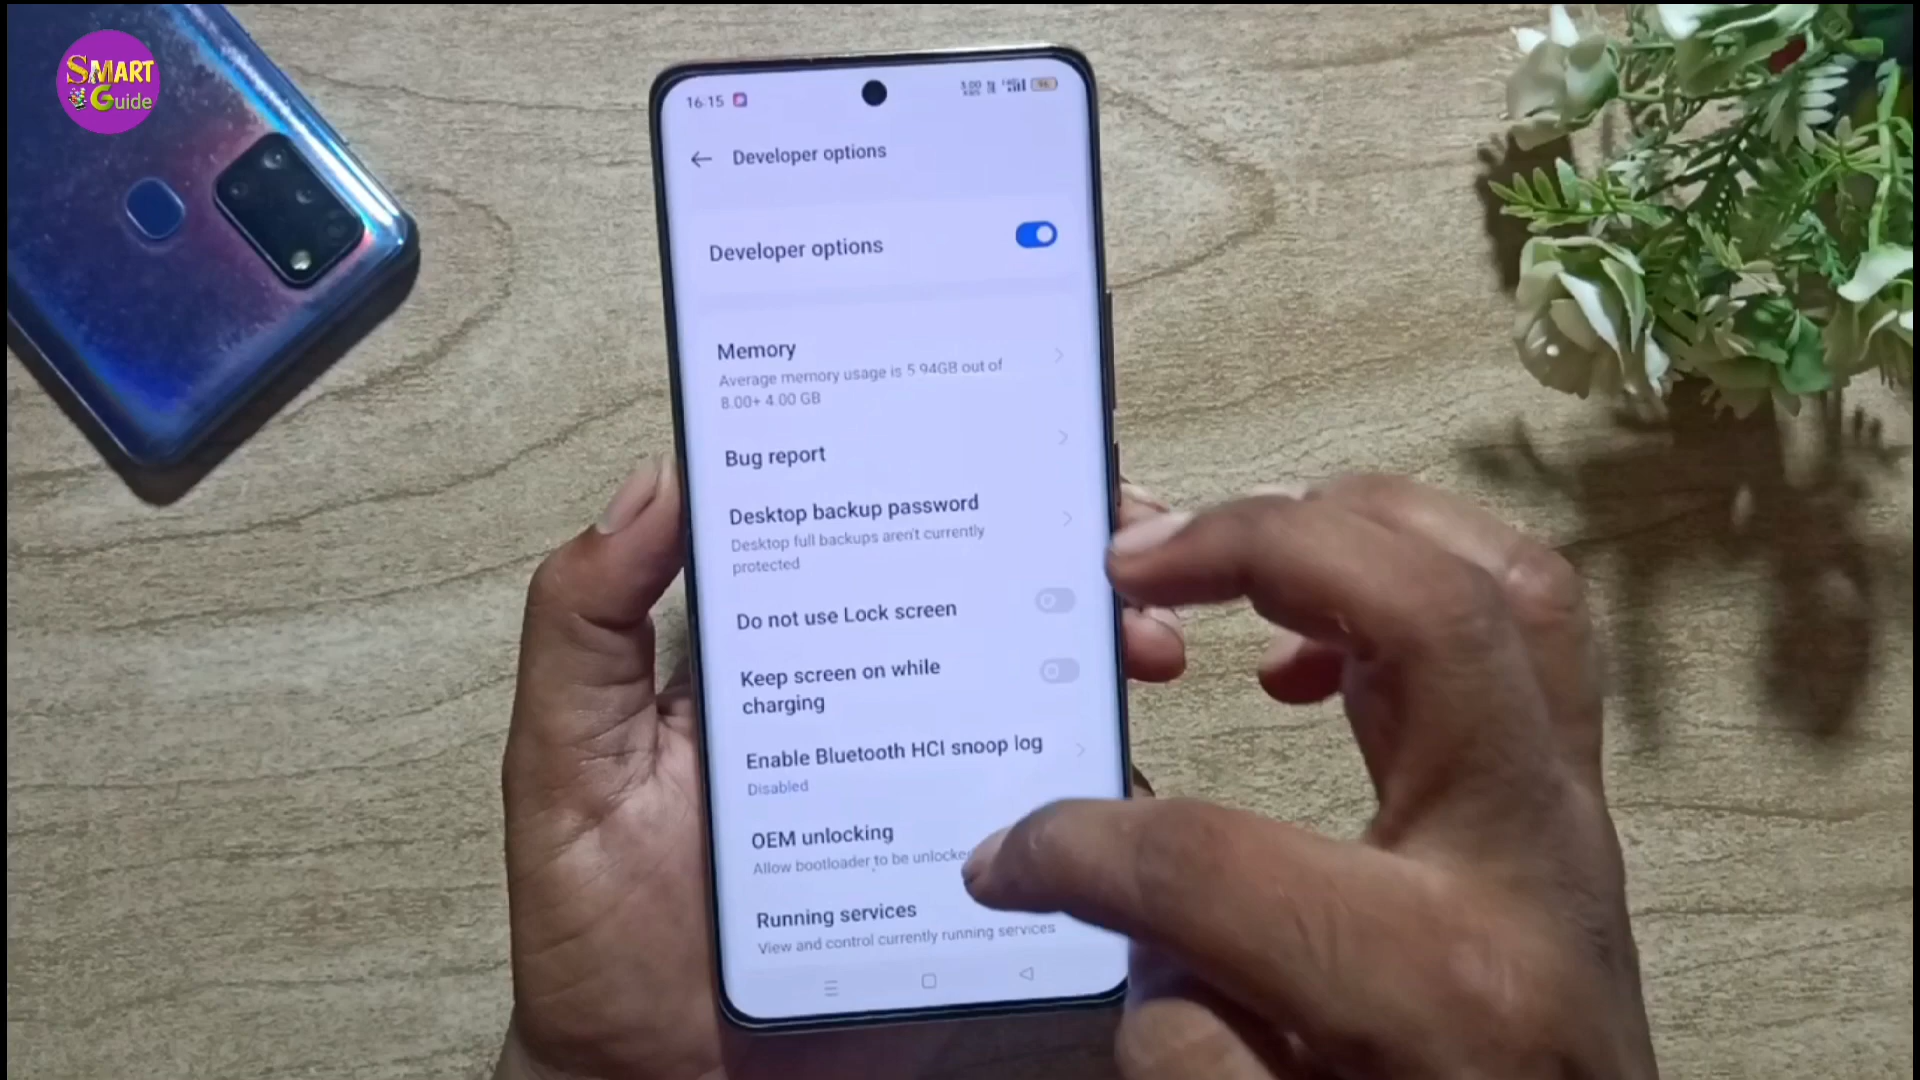 SMART
Guide
16:15
Developer options
Developer options
Memory
Average memory usage is 5.94GB out of
8.00+ 4.00 GB
Bug report
Desktop backup password
Desktop full backups aren't currently
protected
Do not use Lock screen
Keep screen on while
charging
Enable Bluetooth HCI snoop log
Disabled
OEM unlocking
Allow bootloader to be unlocked
Running services
View and control currently running services